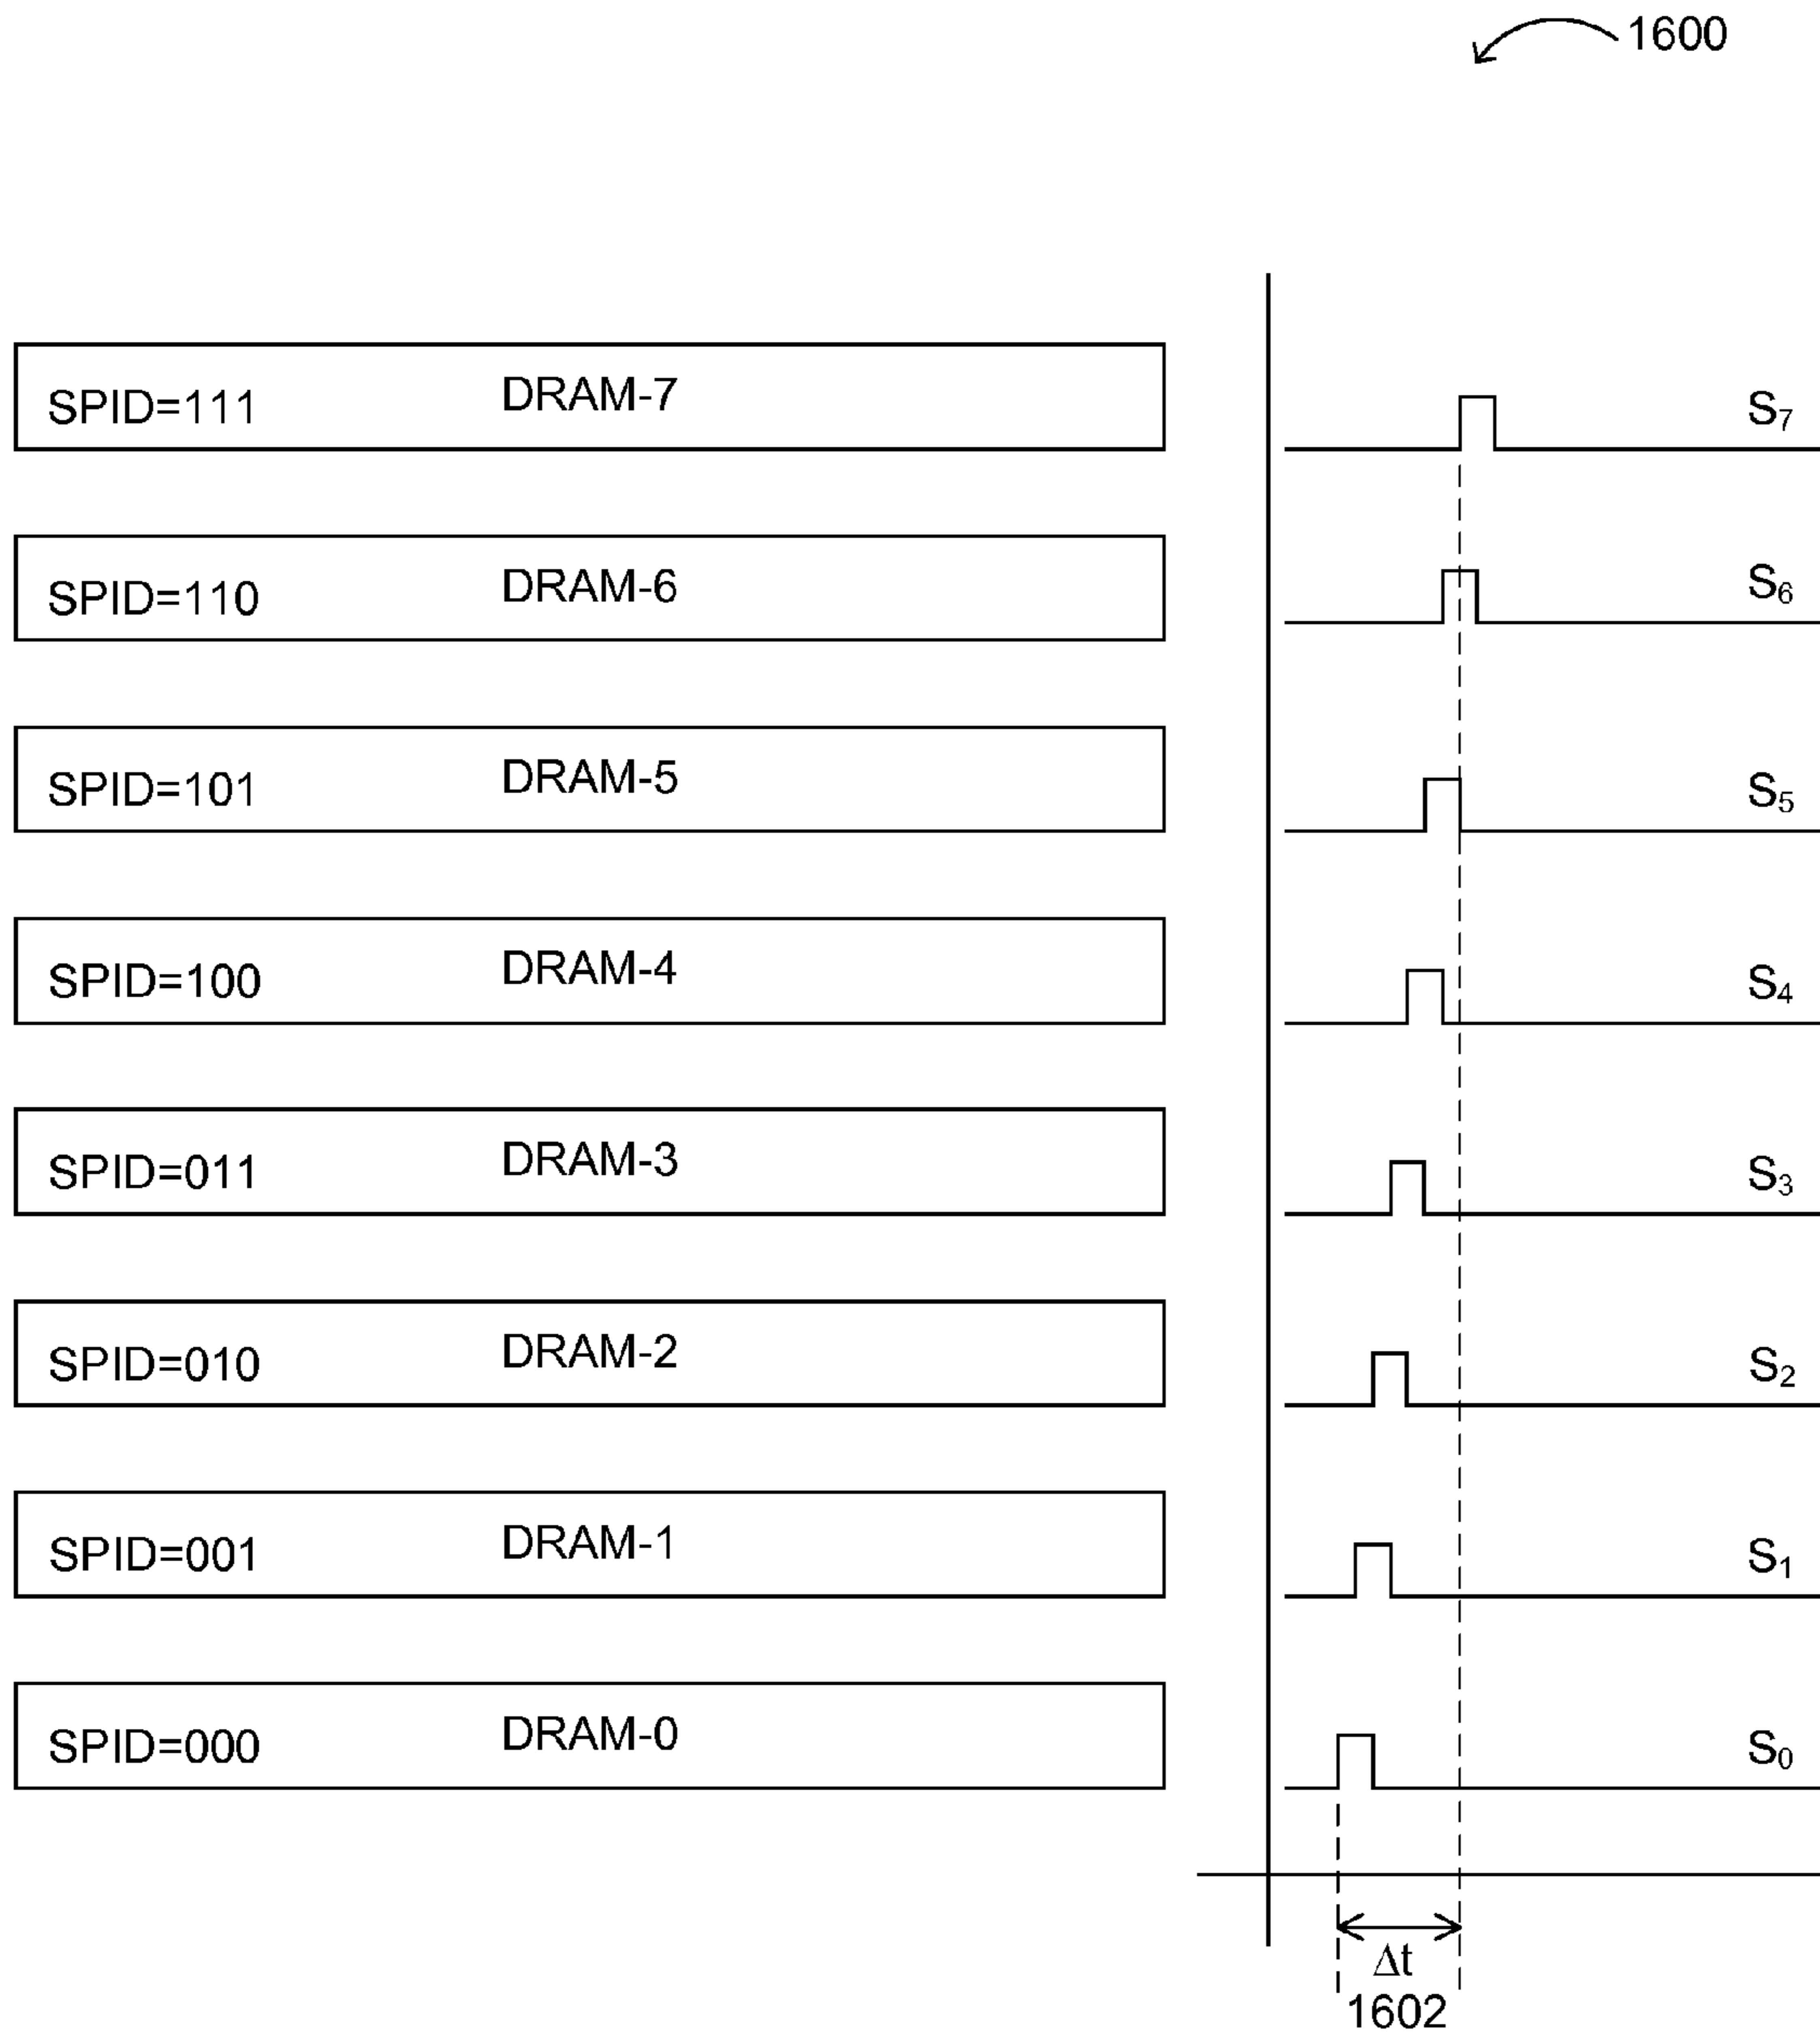 1600
SPID=111 DRAM-7 S₇
SPID=110 DRAM-6 S₆
SPID=101 DRAM-5 S₅
SPID=100 DRAM-4 S₄
SPID=011 DRAM-3 S₃
SPID=010 DRAM-2 S₂
SPID=001 DRAM-1 S₁
SPID=000 DRAM-0 S₀
Δt
1602